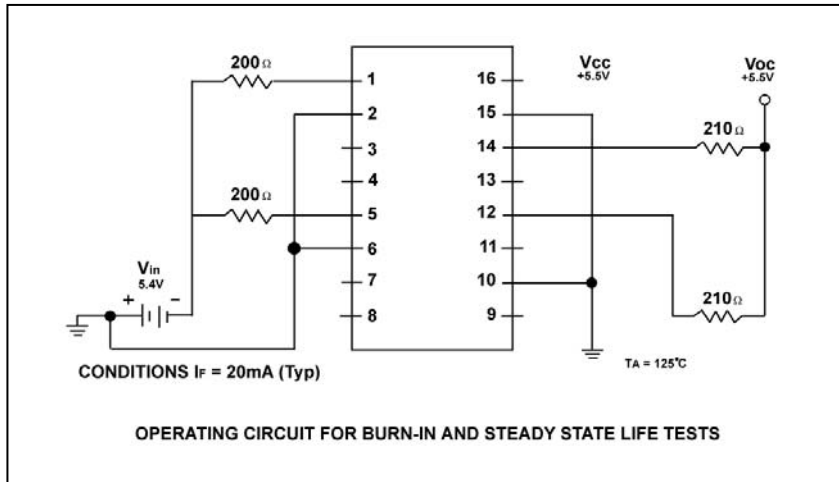 200Ω
200Ω
Vin
5.4V
+ −
1
2
3
4
5
6
7
8
16
15
14
13
12
11
10
9
Vcc
+5.5V
Voc
+5.5V
210Ω
210Ω
TA = 125°C
CONDITIONS IF = 20mA (Typ)
OPERATING CIRCUIT FOR BURN-IN AND STEADY STATE LIFE TESTS